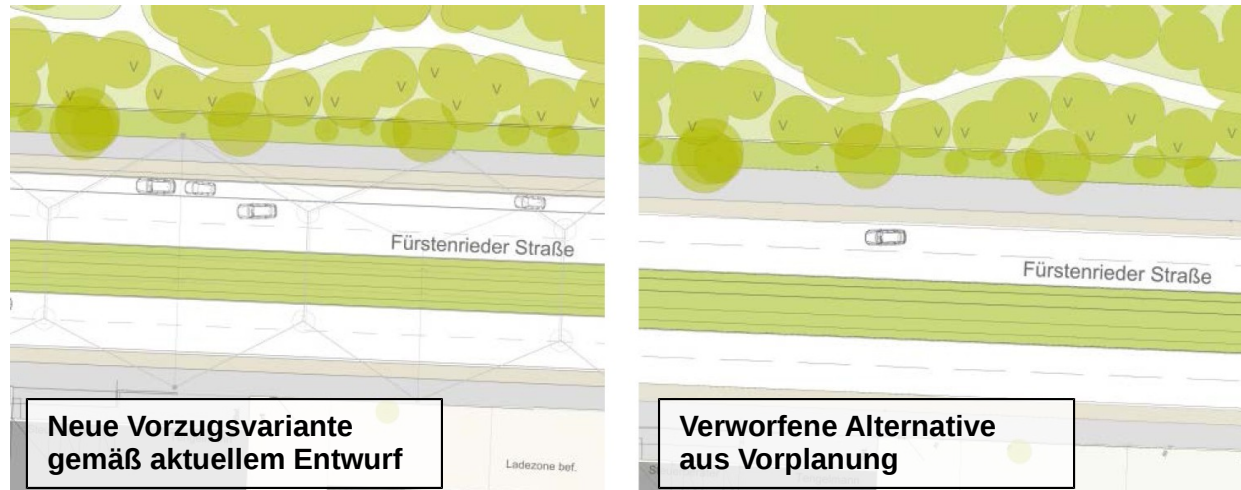 Fürstenrieder Straße
Ladezone bef.
Neue Vorzugsvariante
gemäß aktuellem Entwurf
Fürstenrieder Straße
Verworfene Alternative
aus Vorplanung